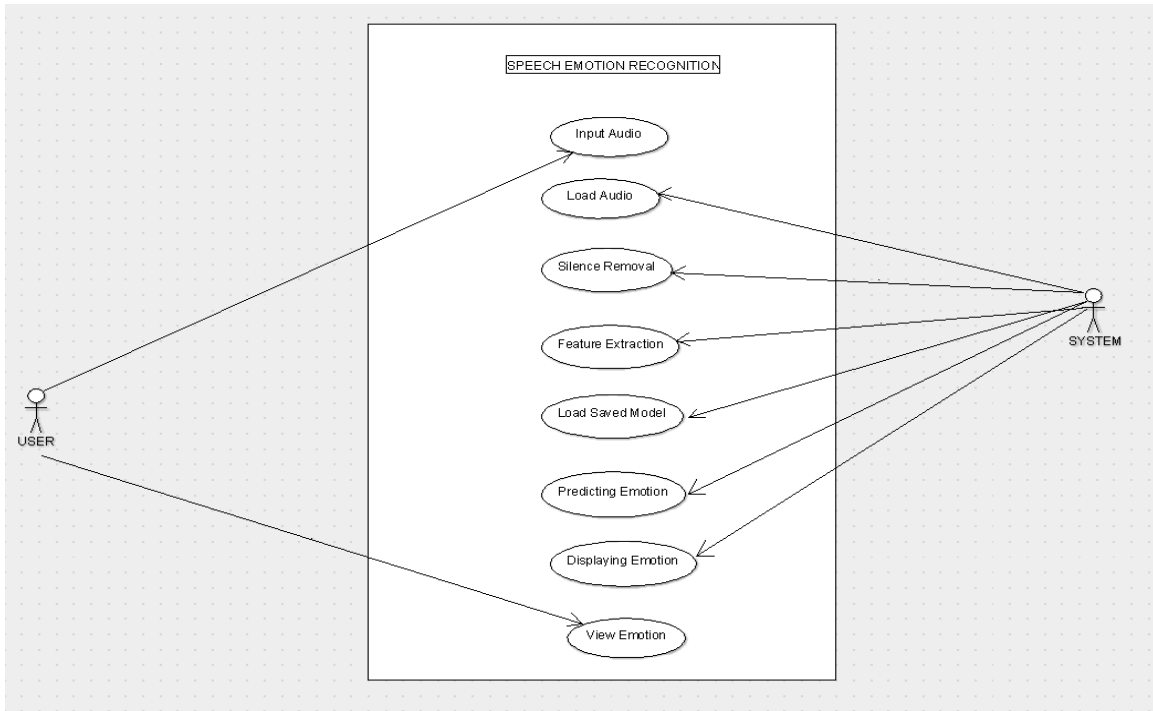 SPEECH EMOTION RECOGNITION
Input Audio
Load Audio
Silence Removal
Feature Extraction
Load Saved Model
Predicting Emotion
Displaying Emotion
View Emotion
USER
SYSTEM